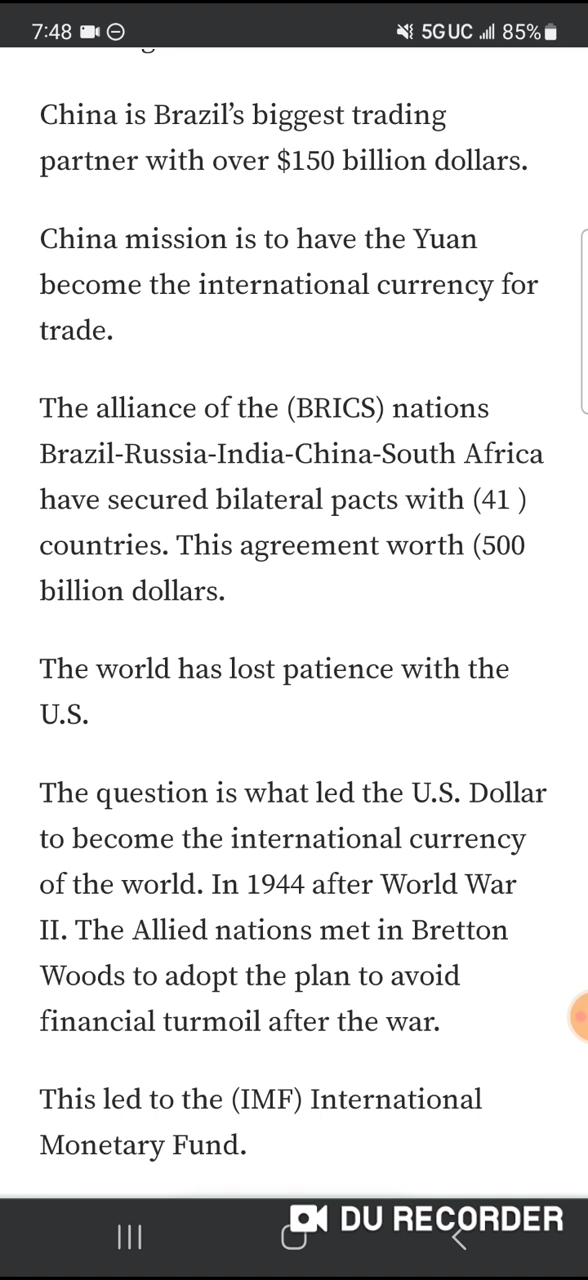 7:48 5G UC 85%
China is Brazil’s biggest trading
partner with over $150 billion dollars.
China mission is to have the Yuan
become the international currency for
trade.
The alliance of the (BRICS) nations
Brazil-Russia-India-China-South Africa
have secured bilateral pacts with (41 )
countries. This agreement worth (500
billion dollars.
The world has lost patience with the
U.S.
The question is what led the U.S. Dollar
to become the international currency
of the world. In 1944 after World War
II. The Allied nations met in Bretton
Woods to adopt the plan to avoid
financial turmoil after the war.
This led to the (IMF) International
Monetary Fund.
DU RECORDER